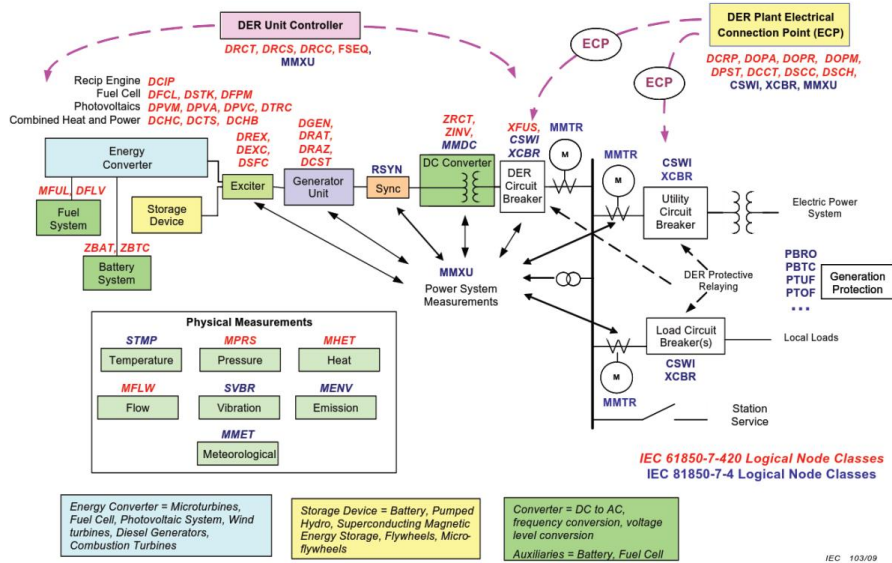 DER Unit Controller
DRCT, DRCS, DRCC, FSEQ,
MMXU
DER Plant Electrical
Connection Point (ECP)
DCRP, DOPA, DOPR, DOPM,
DPST, DCCT, DSCC, DSCH,
CSWI, XCBR, MMXU
ECP
ECP
Recip Engine DCIP
Fuel Cell DFCL, DSTK, DFPM
Photovoltaics DPVM, DPVA, DPVC, DTRC
Combined Heat and Power DCHC, DCTS, DCHB
Energy
Converter
MFUL, DFLV
Fuel
System
Storage
Device
ZBAT, ZBTC
Battery
System
DREX,
DEXC,
DSFC
Exciter
DGEN,
DRAT,
DRAZ,
DCST
Generator
Unit
RSYN
Sync
ZRCT,
ZINV,
MMDC
DC Converter
XFUS,
CSWI
XCBR
DER
Circuit
Breaker
MMTR
M
MMTR
M
CSWI
XCBR
Utility
Circuit
Breaker
Electric Power
System
MMXU
Power System
Measurements
DER Protective
Relaying
PBRO
PBTC
PTUF
PTOF
...
Generation
Protection
Load Circuit
Breaker(s)
CSWI
XCBR
Local Loads
M
MMTR
Station
Service
Physical Measurements
STMP
Temperature
MPRS
Pressure
MHET
Heat
MFLW
Flow
SVBR
Vibration
MENV
Emission
MMET
Meteorological
IEC 61850-7-420 Logical Node Classes
IEC 81850-7-4 Logical Node Classes
Energy Converter = Microturbines,
Fuel Cell, Photovoltaic System, Wind
turbines, Diesel Generators,
Combustion Turbines
Storage Device = Battery, Pumped
Hydro, Superconducting Magnetic
Energy Storage, Flywheels, Micro-
flywheels
Converter = DC to AC,
frequency conversion, voltage
level conversion
Auxiliaries = Battery, Fuel Cell
IEC 103/09